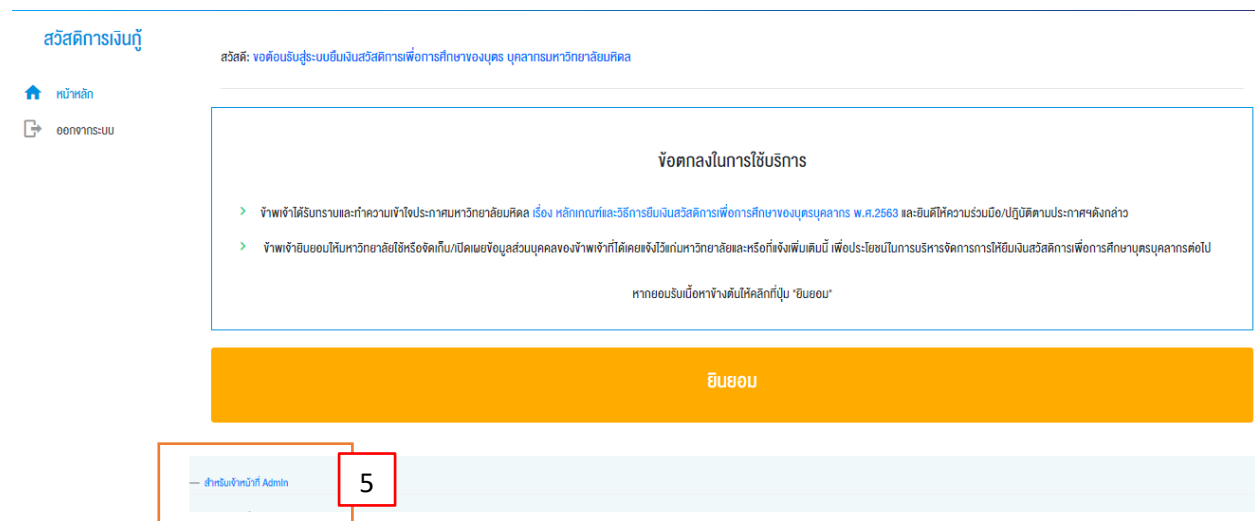 สวัสดิการเงินกู้
สวัสดี: ขอต้อนรับสู่ระบบยืมเงินสวัสดิการเพื่อการศึกษาของบุตร บุคลากรมหาวิทยาลัยมหิดล
หน้าหลัก
ออกจากระบบ
ข้อตกลงในการใช้บริการ
ข้าพเจ้าได้รับทราบและทำความเข้าใจประกาศมหาวิทยาลัยมหิดล เรื่อง หลักเกณฑ์และวิธีการยืมเงินสวัสดิการเพื่อการศึกษาของบุตรบุคลากร พ.ศ.2563 และยินดีให้ความร่วมมือ/ปฏิบัติตามประกาศฯดังกล่าว
ข้าพเจ้ายินยอมให้มหาวิทยาลัยใช้หรือจัดเก็บ/เปิดเผยข้อมูลส่วนบุคคลของข้าพเจ้าที่ได้เคยแจ้งไว้แก่มหาวิทยาลัยและหรือที่แจ้งเพิ่มเติมนี้ เพื่อประโยชน์ในการบริหารจัดการการให้ยืมเงินสวัสดิการเพื่อการศึกษาบุตรบุคลากรต่อไป
หากยอมรับเนื้อหาข้างต้นให้คลิกที่ปุ่ม "ยินยอม"
ยินยอม
— สำหรับเจ้าหน้าที่ Admin
5